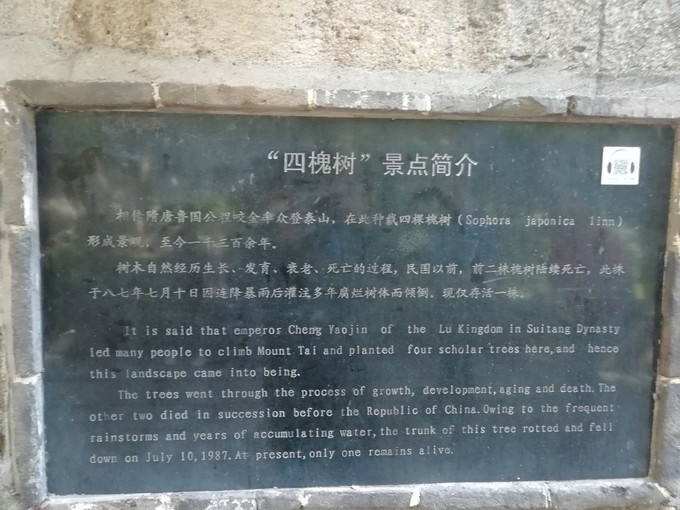 “四槐树”景点简介
相传隋唐鲁国公程咬金率众登泰山，在此种栽四棵槐树（Sophora japonica linn）
形成景观，至今一千三百余年。
树木自然经历生长、发育、衰老、死亡的过程，民国以前，前二株槐树陆续死亡，此株
于八七年七月十日因连降暴雨后灌注多年腐烂树体而倾倒。现仅存活一株。
It is said that emperor Cheng Yaojin of the Lu Kingdom in Suitang Dynasty
led many people to climb Mount Tai and planted four scholar trees here,and hence
this landscape came into being.
The trees went through the process of growth, development,aging and death.The
other two died in succession before the Republic of China.Owing to the frequent
rainstorms and years of accumulating water,the trunk of this tree rotted and fell
down on July 10,1987.At present,only one remains alive.